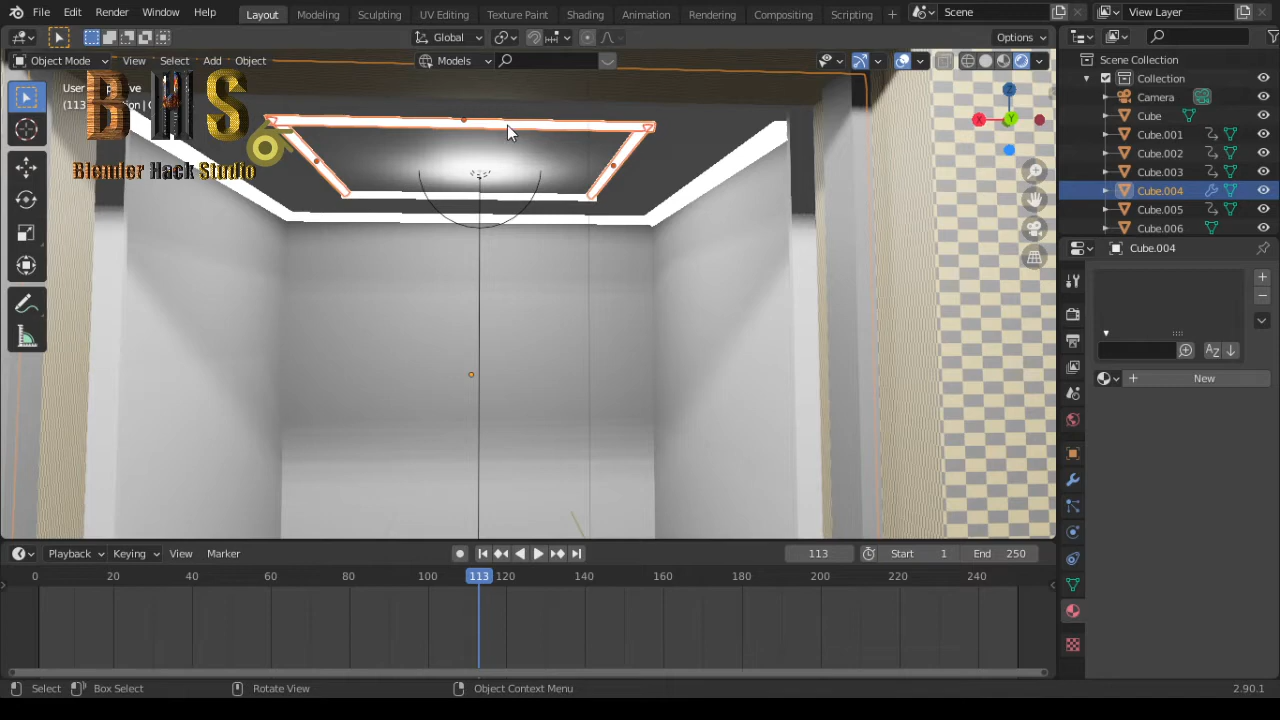 File Edit Render Window Help Layout Modeling Sculpting UV Editing Texture Paint Shading Animation Rendering Compositing Scripting + Scene View Layer
Global Options
Object Mode View Select Add Object Models
Scene Collection
Collection
Camera
Cube
Cube.001
Cube.002
Cube.003
Cube.004
Cube.005
Cube.006
BHS
Blender Hack Studio
X
Y
Z
Cube.004
New
Playback Keying View Marker 113 Start 1 End 250
0 20 40 60 80 100 113 120 140 160 180 200 220 240
Select Box Select Rotate View Object Context Menu 2.90.1